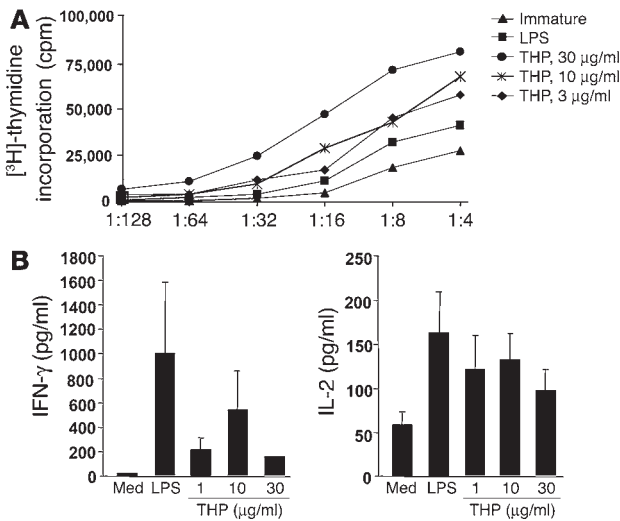 A
[³H]-thymidine
incorporation (cpm)
100,000
75,000
50,000
25,000
0
1:128 1:64 1:32 1:16 1:8 1:4
Immature
LPS
THP, 30 µg/ml
THP, 10 µg/ml
THP, 3 µg/ml
B
IFN-γ (pg/ml)
1800
1600
1400
1200
1000
800
600
400
200
0
Med LPS 1 10 30
THP (µg/ml)
IL-2 (pg/ml)
250
200
150
100
50
0
Med LPS 1 10 30
THP (µg/ml)